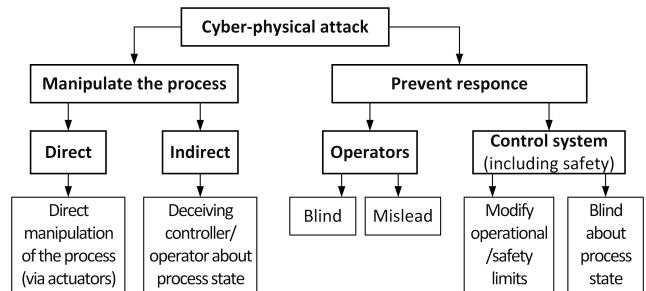 Cyber-physical attack
Manipulate the process
Prevent responce
Direct
Indirect
Operators
Control system
(including safety)
Direct
manipulation
of the process
(via actuators)
Deceiving
controller/
operator about
process state
Blind
Mislead
Modify
operational
/safety
limits
Blind
about
process
state